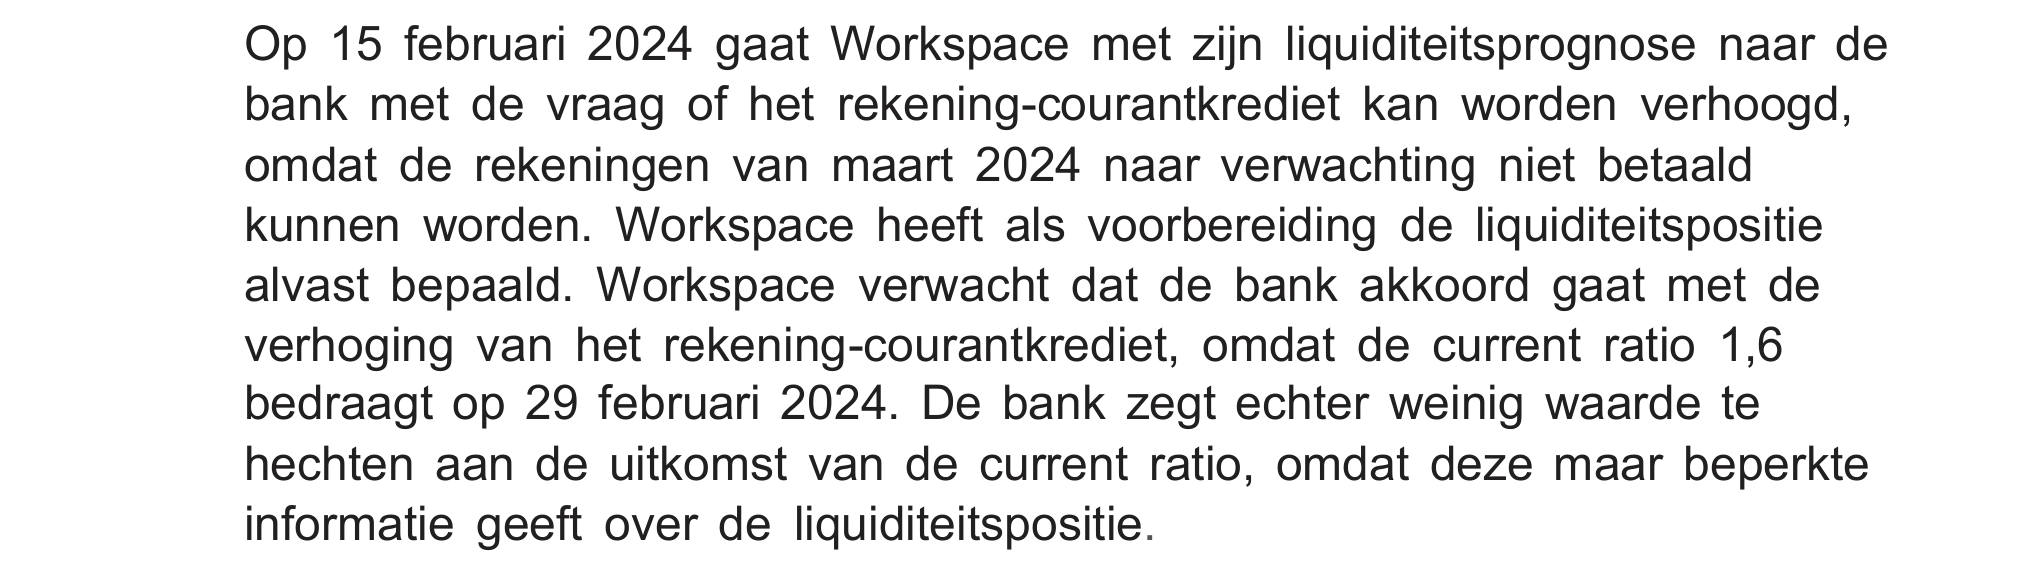 Op 15 februari 2024 gaat Workspace met zijn liquiditeitsprognose naar de
bank met de vraag of het rekening-courantkrediet kan worden verhoogd,
omdat de rekeningen van maart 2024 naar verwachting niet betaald
kunnen worden. Workspace heeft als voorbereiding de liquiditeitspositie
alvast bepaald. Workspace verwacht dat de bank akkoord gaat met de
verhoging van het rekening-courantkrediet, omdat de current ratio 1,6
bedraagt op 29 februari 2024. De bank zegt echter weinig waarde te
hechten aan de uitkomst van de current ratio, omdat deze maar beperkte
informatie geeft over de liquiditeitspositie.